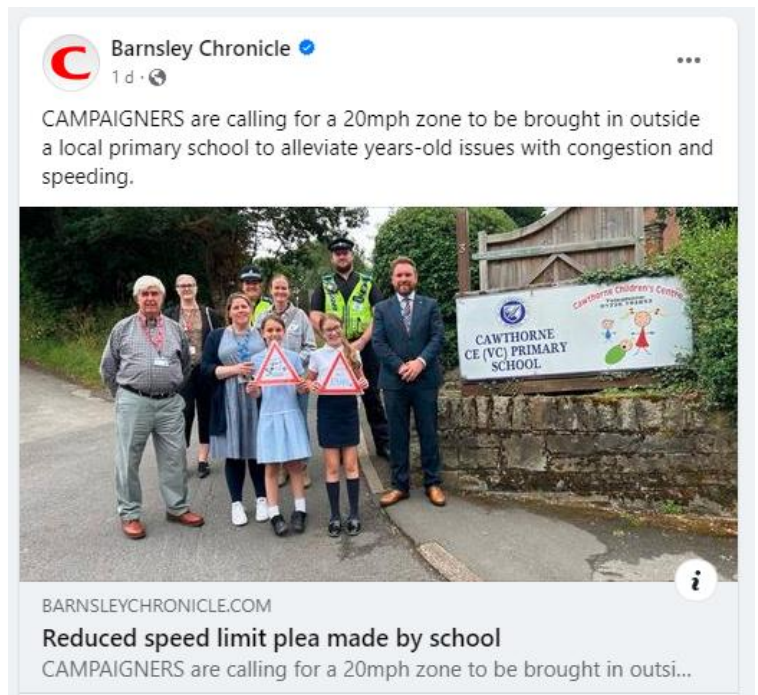 Barnsley Chronicle
1 d
CAMPAIGNERS are calling for a 20mph zone to be brought in outside
a local primary school to alleviate years-old issues with congestion and
speeding.
Cawthorne Children's Centre
CAWTHORNE
CE (VC) PRIMARY
SCHOOL
BARNSLEYCHRONICLE.COM
Reduced speed limit plea made by school
CAMPAIGNERS are calling for a 20mph zone to be brought in outsi...